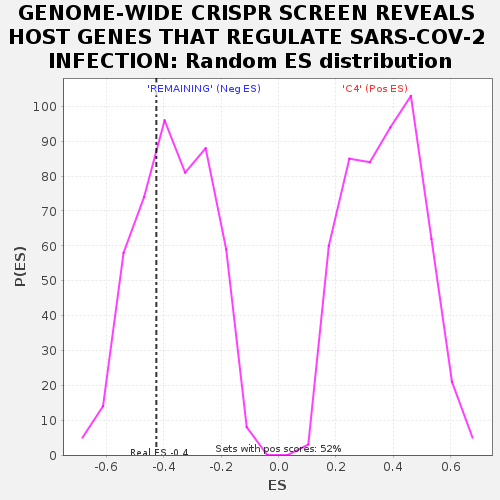 GENOME-WIDE CRISPR SCREEN REVEALS
HOST GENES THAT REGULATE SARS-COV-2
INFECTION: Random ES distribution
'REMAINING' (Neg ES)
'C4' (Pos ES)
100
90
80
70
60
50
40
30
20
10
0
P(ES)
Real ES -0.4
Sets with pos scores: 52%
-0.6
-0.4
-0.2
0.0
0.2
0.4
0.6
ES